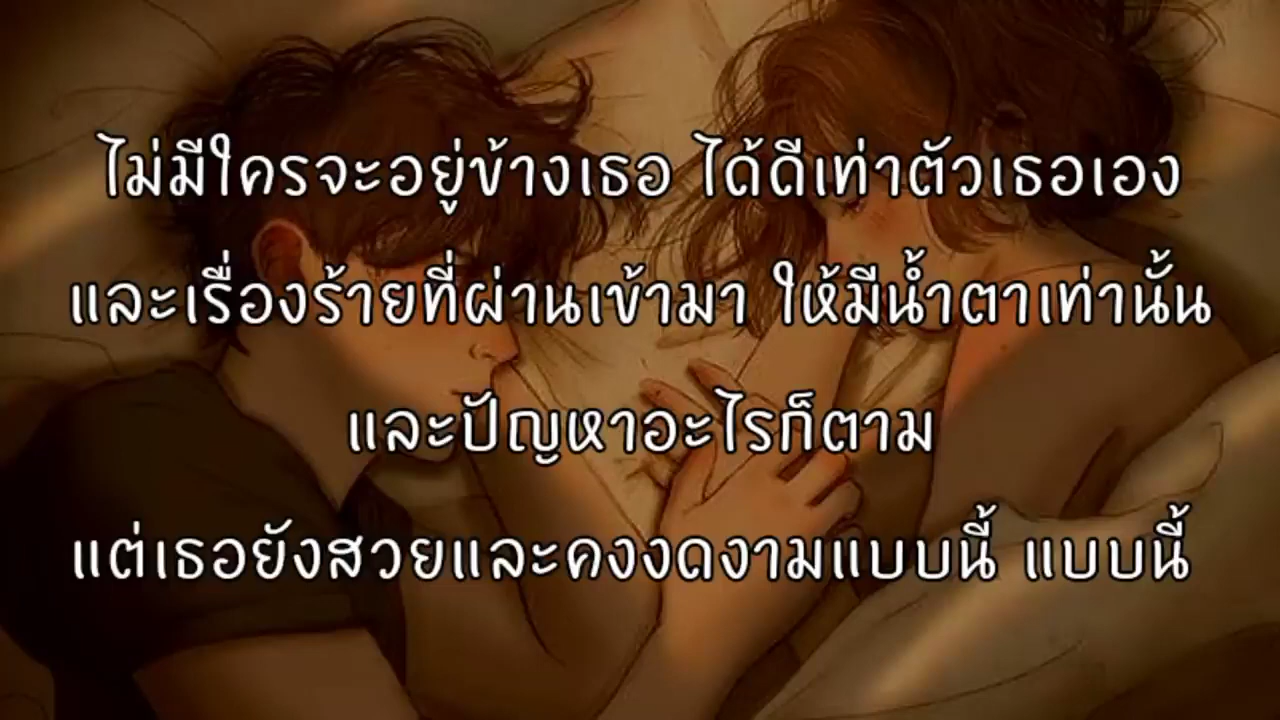 ไม่มีใครจะอยู่ข้างเธอ ได้ดีเท่าตัวเธอเอง
และเรื่องร้ายที่ผ่านเข้ามา ให้มีน้ำตาเท่านั้น
และปัญหาอะไรก็ตาม
แต่เธอยังสวยและคงงดงามแบบนี้ แบบนี้